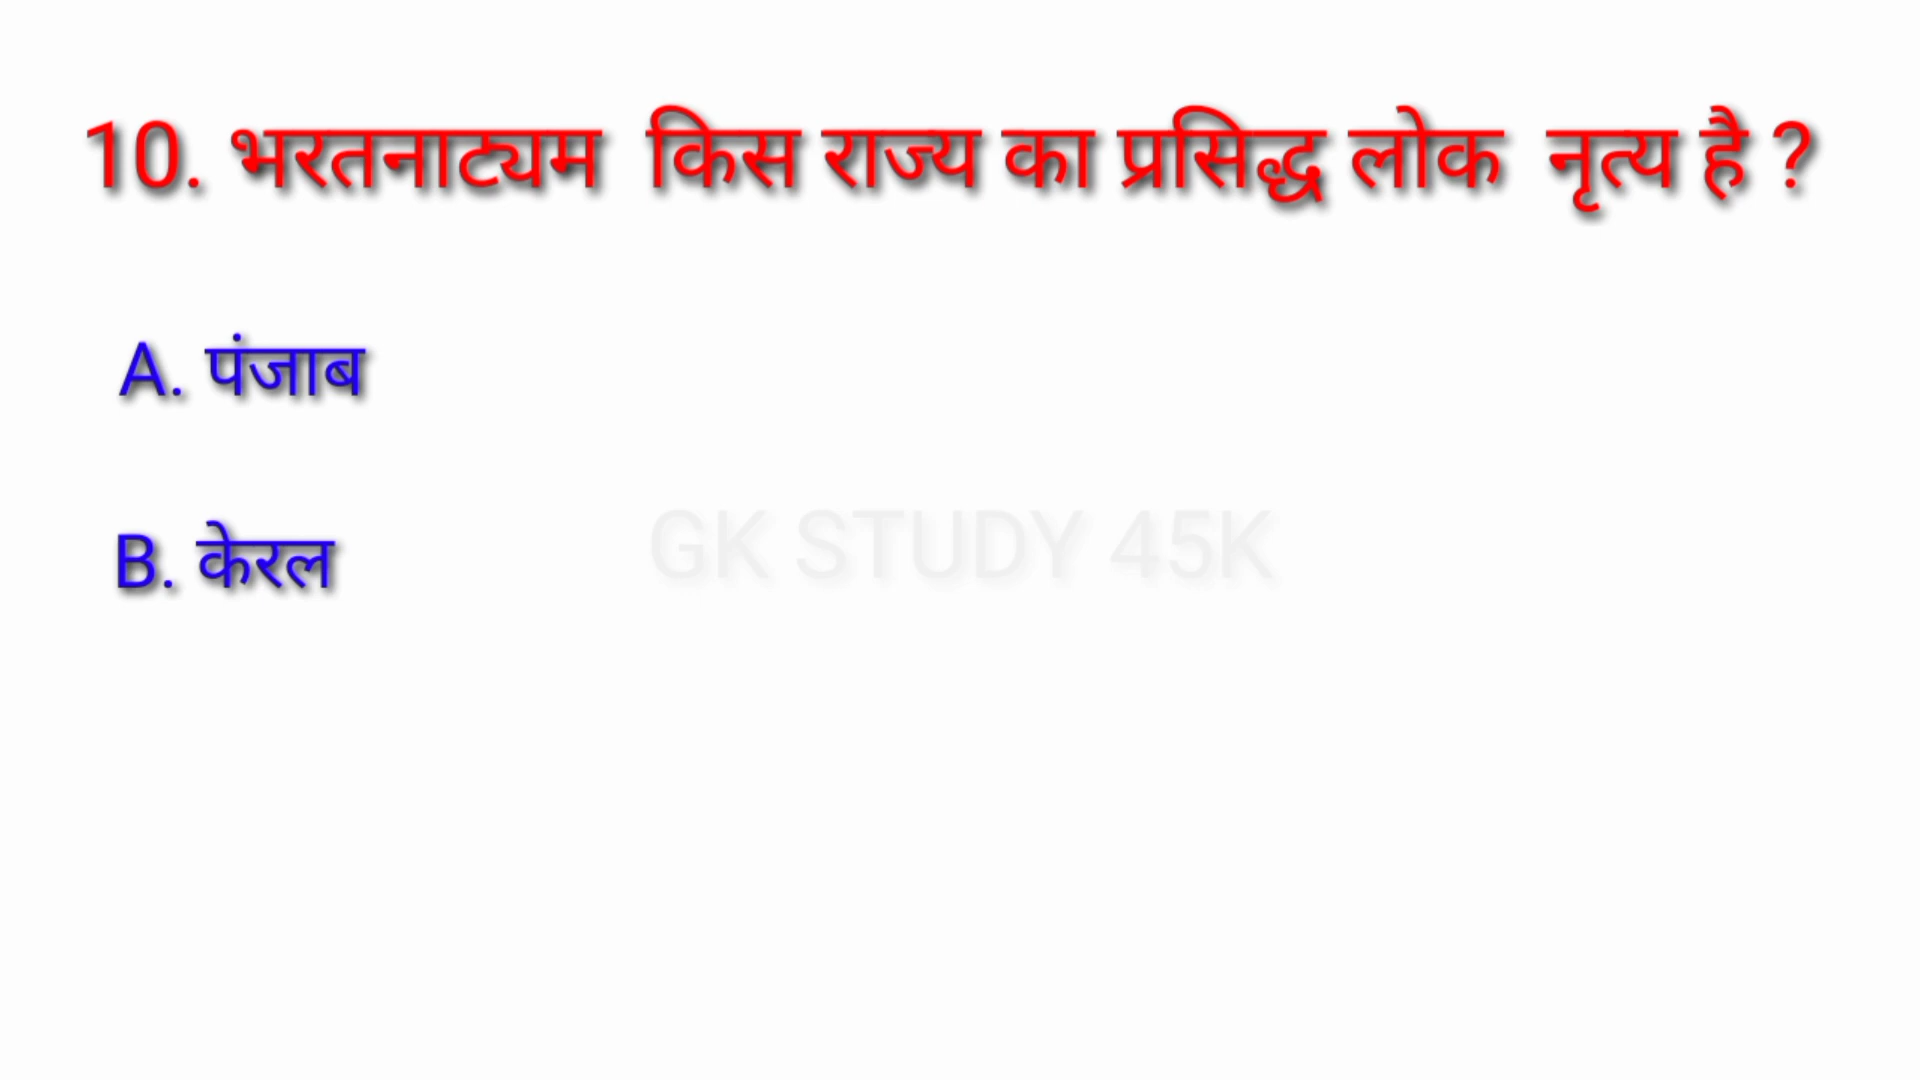 10. भरतनाट्यम किस राज्य का प्रसिद्ध लोक नृत्य है ?
A. पंजाब
B. केरल
GK STUDY 45K